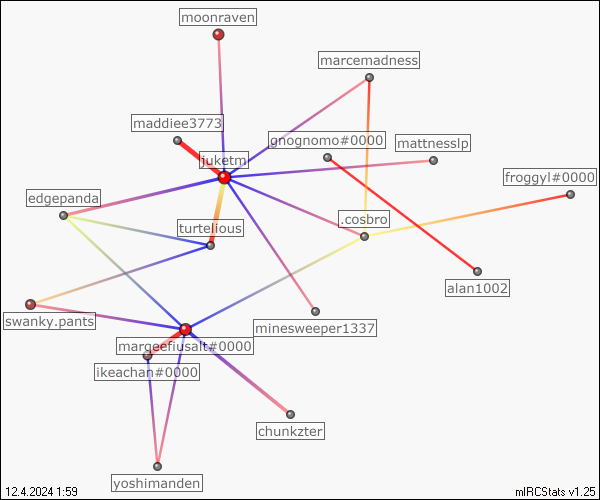 moonraven
marcemadness
maddiee3773
gnognomo#0000
mattnesslp
juketm
froggyl#0000
edgepanda
.cosbro
turtelious
alan1002
swanky.pants
minesweeper1337
margeefiusalt#0000
ikeachan#0000
chunkzter
yoshimanden
12.4.2024 1:59
mIRCStats v1.25